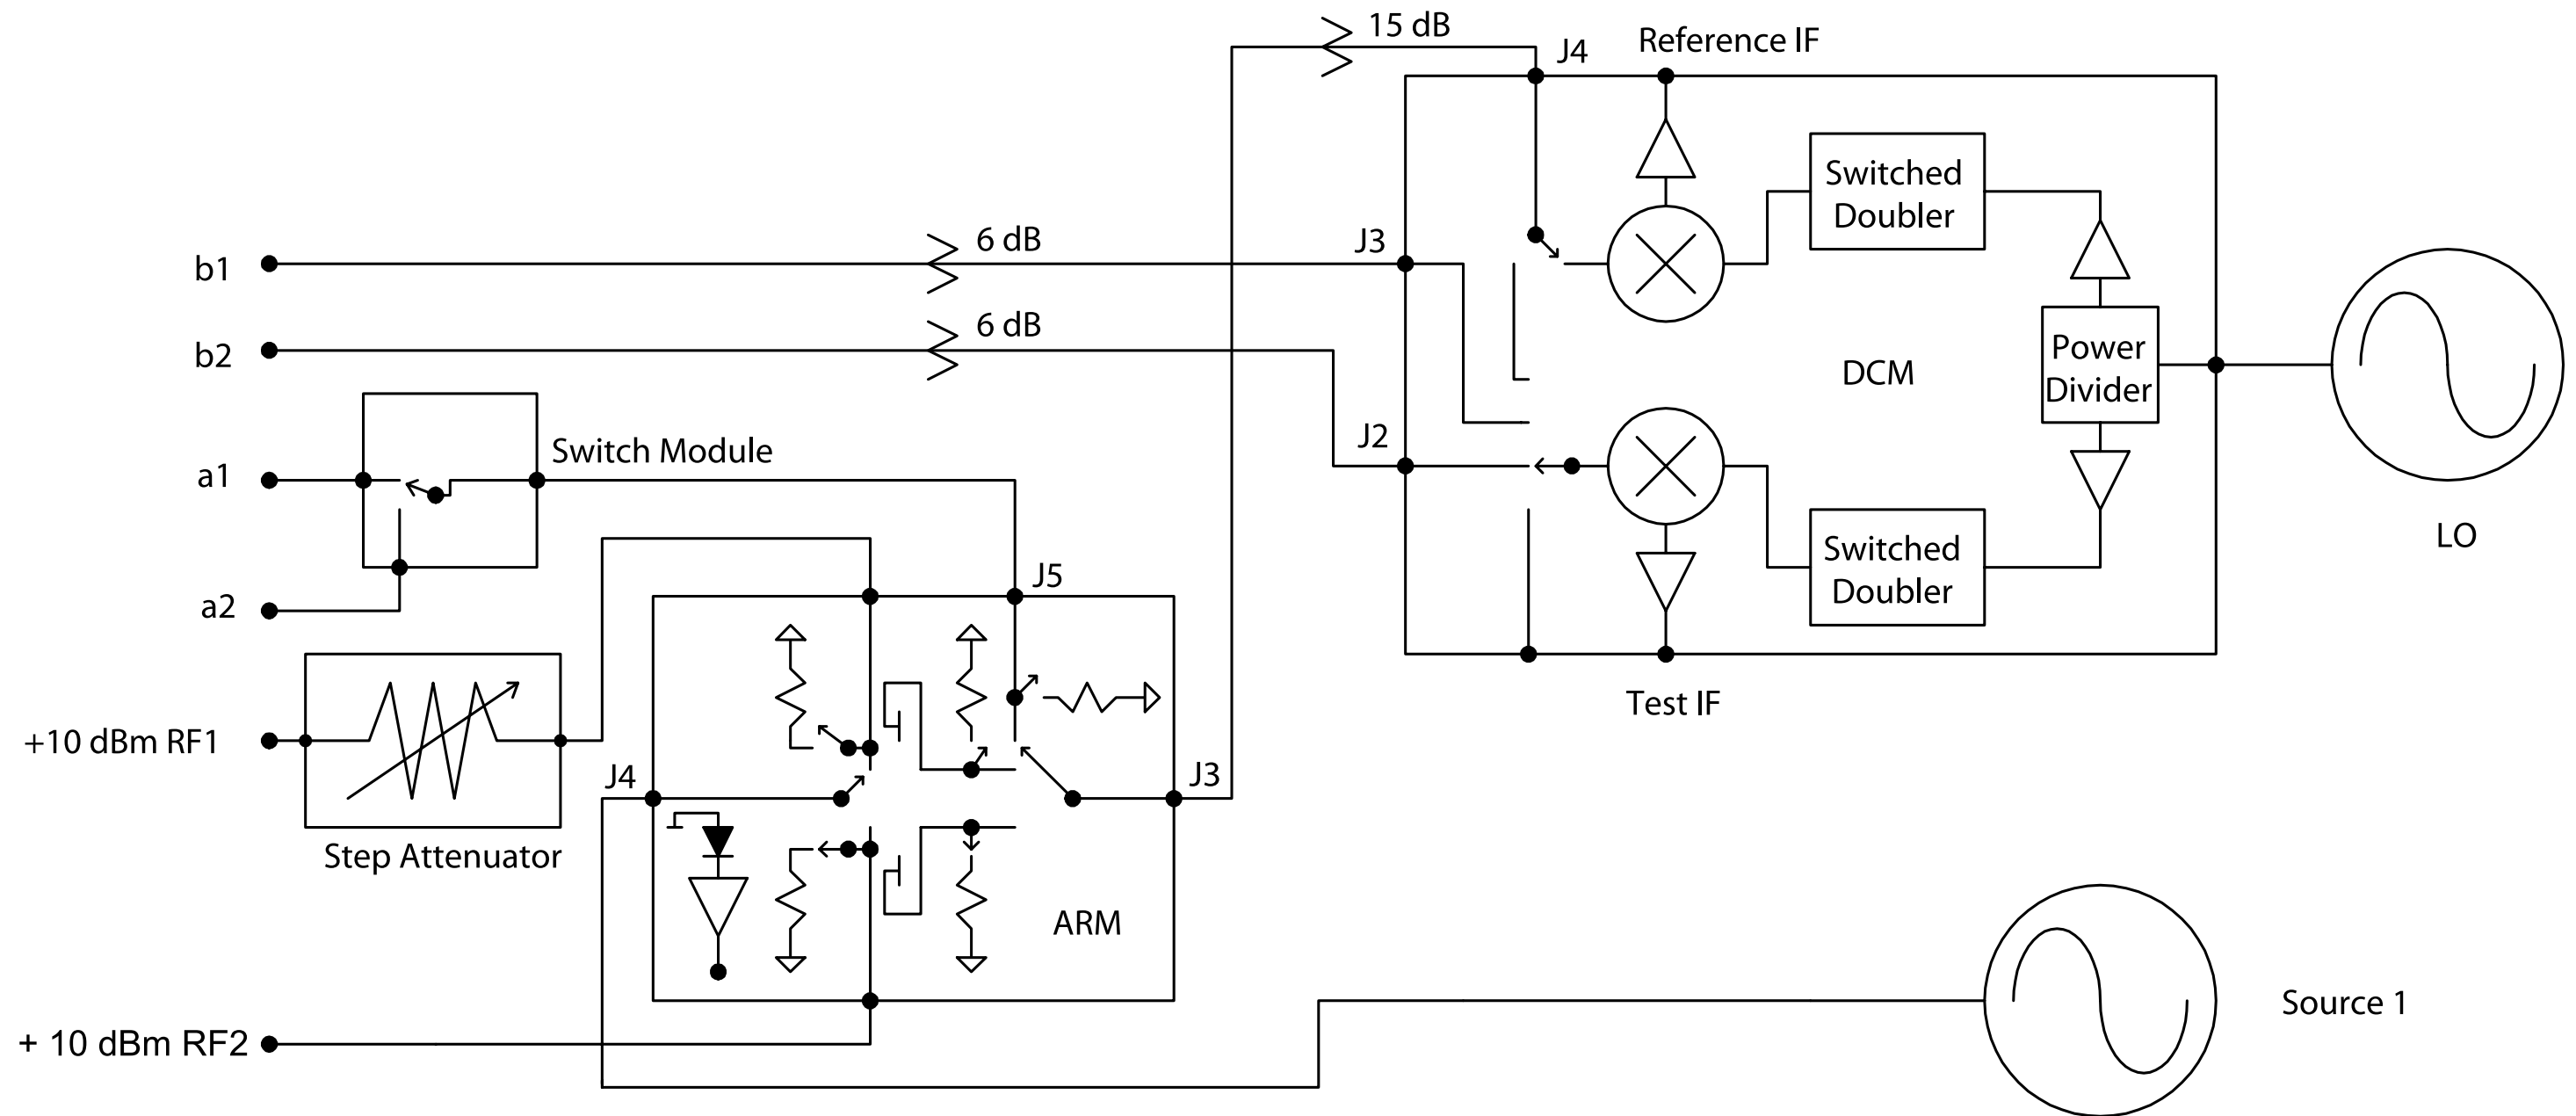 15 dB
J4
Reference IF
Switched
Doubler
6 dB
J3
b1
6 dB
b2
Power
Divider
DCM
J2
Switch Module
a1
LO
Switched
Doubler
J5
a2
Test IF
+10 dBm RF1
J4
J3
Step Attenuator
ARM
Source 1
+ 10 dBm RF2